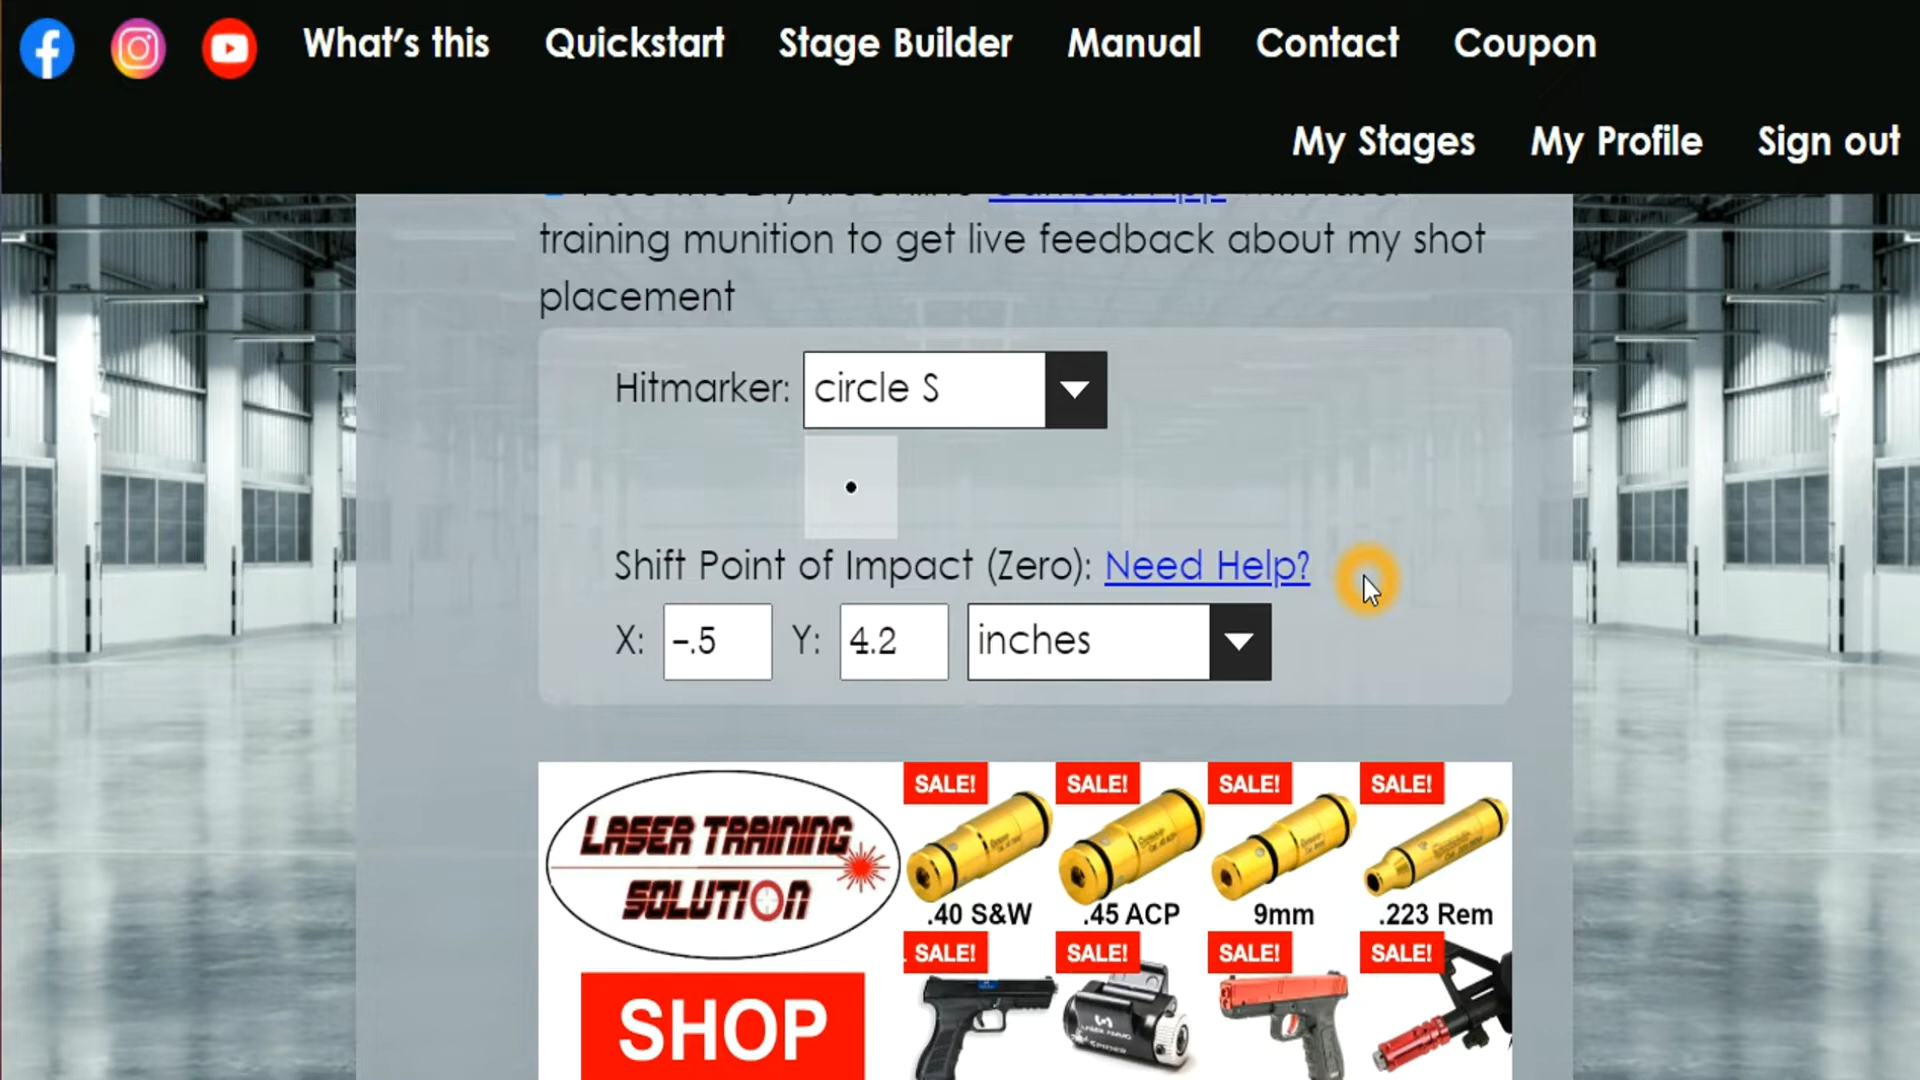 What's this Quickstart Stage Builder Manual Contact Coupon
My Stages My Profile Sign out
training munition to get live feedback about my shot
placement
Hitmarker: circle S
Shift Point of Impact (Zero): Need Help?
X: -.5 Y: 4.2 inches
SALE! SALE! SALE! SALE!
LASER TRAINING
SOLUTION
.40 S&W .45 ACP 9mm .223 Rem
SALE! SALE! SALE! SALE!
SHOP